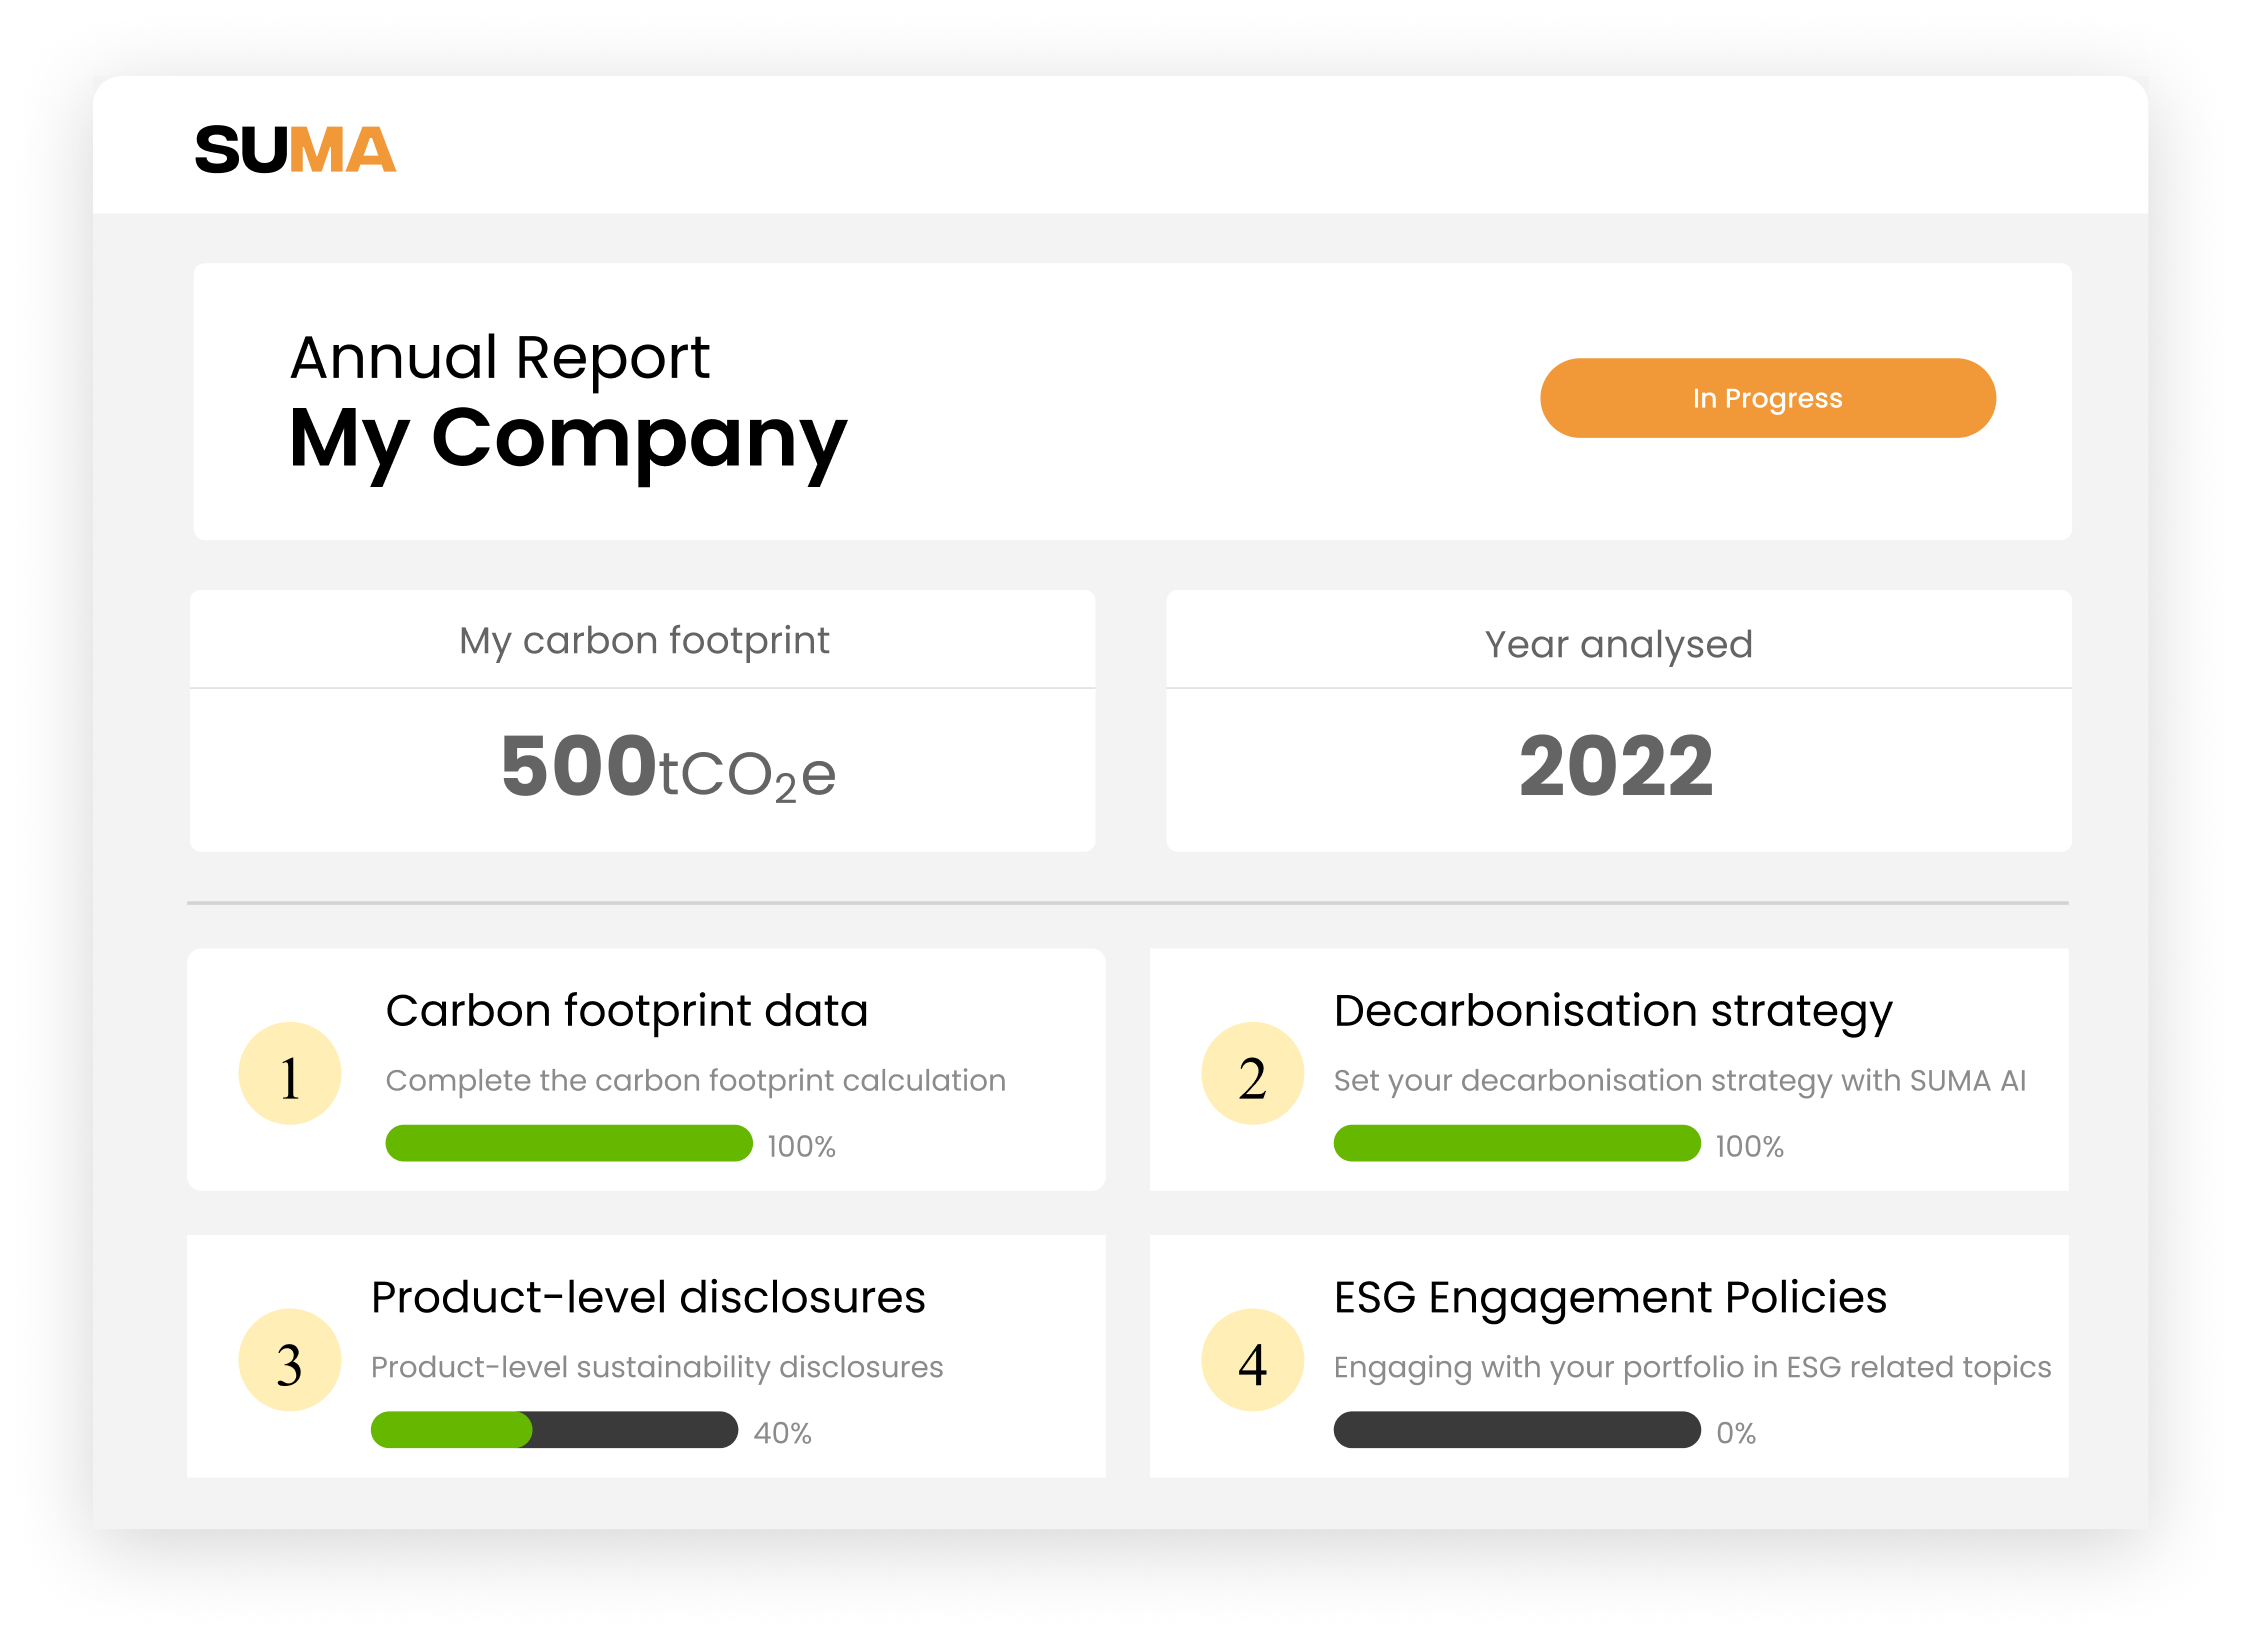 SUMA
Annual Report
My Company
In Progress
My carbon footprint
500tCO₂e
Year analysed
2022
1
Carbon footprint data
Complete the carbon footprint calculation
100%
2
Decarbonisation strategy
Set your decarbonisation strategy with SUMA AI
100%
3
Product-level disclosures
Product-level sustainability disclosures
40%
4
ESG Engagement Policies
Engaging with your portfolio in ESG related topics
0%